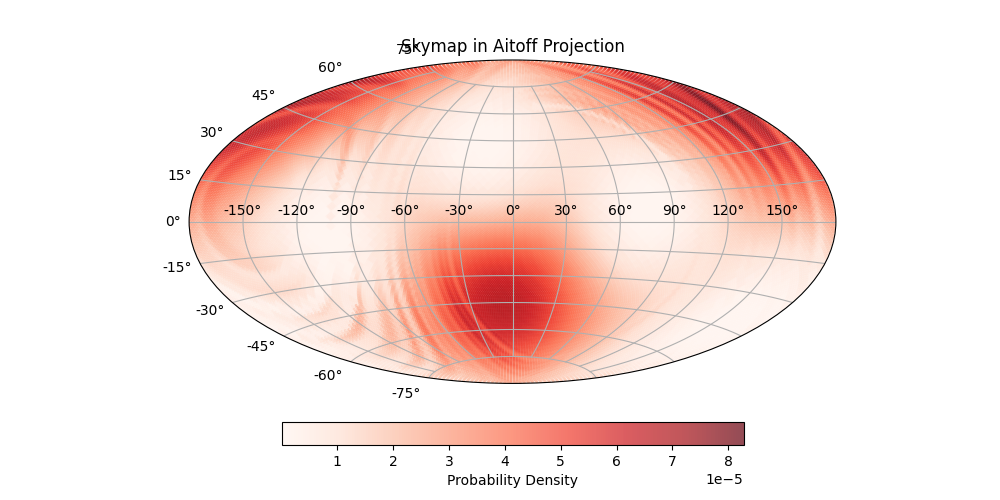 Skymap in Aitoff Projection
75°
60°
45°
30°
15°
-150° -120° -90° -60° -30° 0° 30° 60° 90° 120° 150°
0°
-15°
-30°
-45°
-60°
-75°
1 2 3 4 5 6 7 8
1e−5
Probability Density